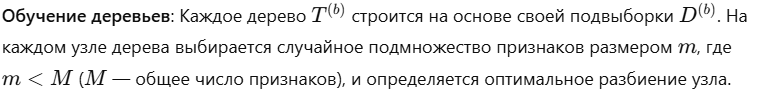 Обучение деревьев: Каждое дерево T^(b) строится на основе своей подвыборки D^(b). На
каждом узле дерева выбирается случайное подмножество признаков размером m, где
m < M (M — общее число признаков), и определяется оптимальное разбиение узла.